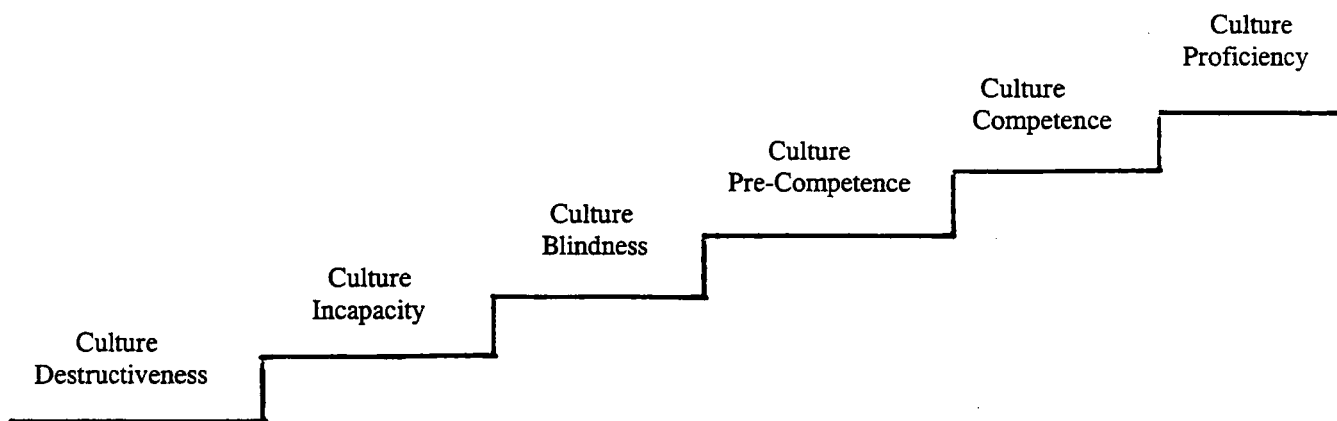 Culture
Proficiency
Culture
Competence
Culture
Pre-Competence
Culture
Blindness
Culture
Incapacity
Culture
Destructiveness